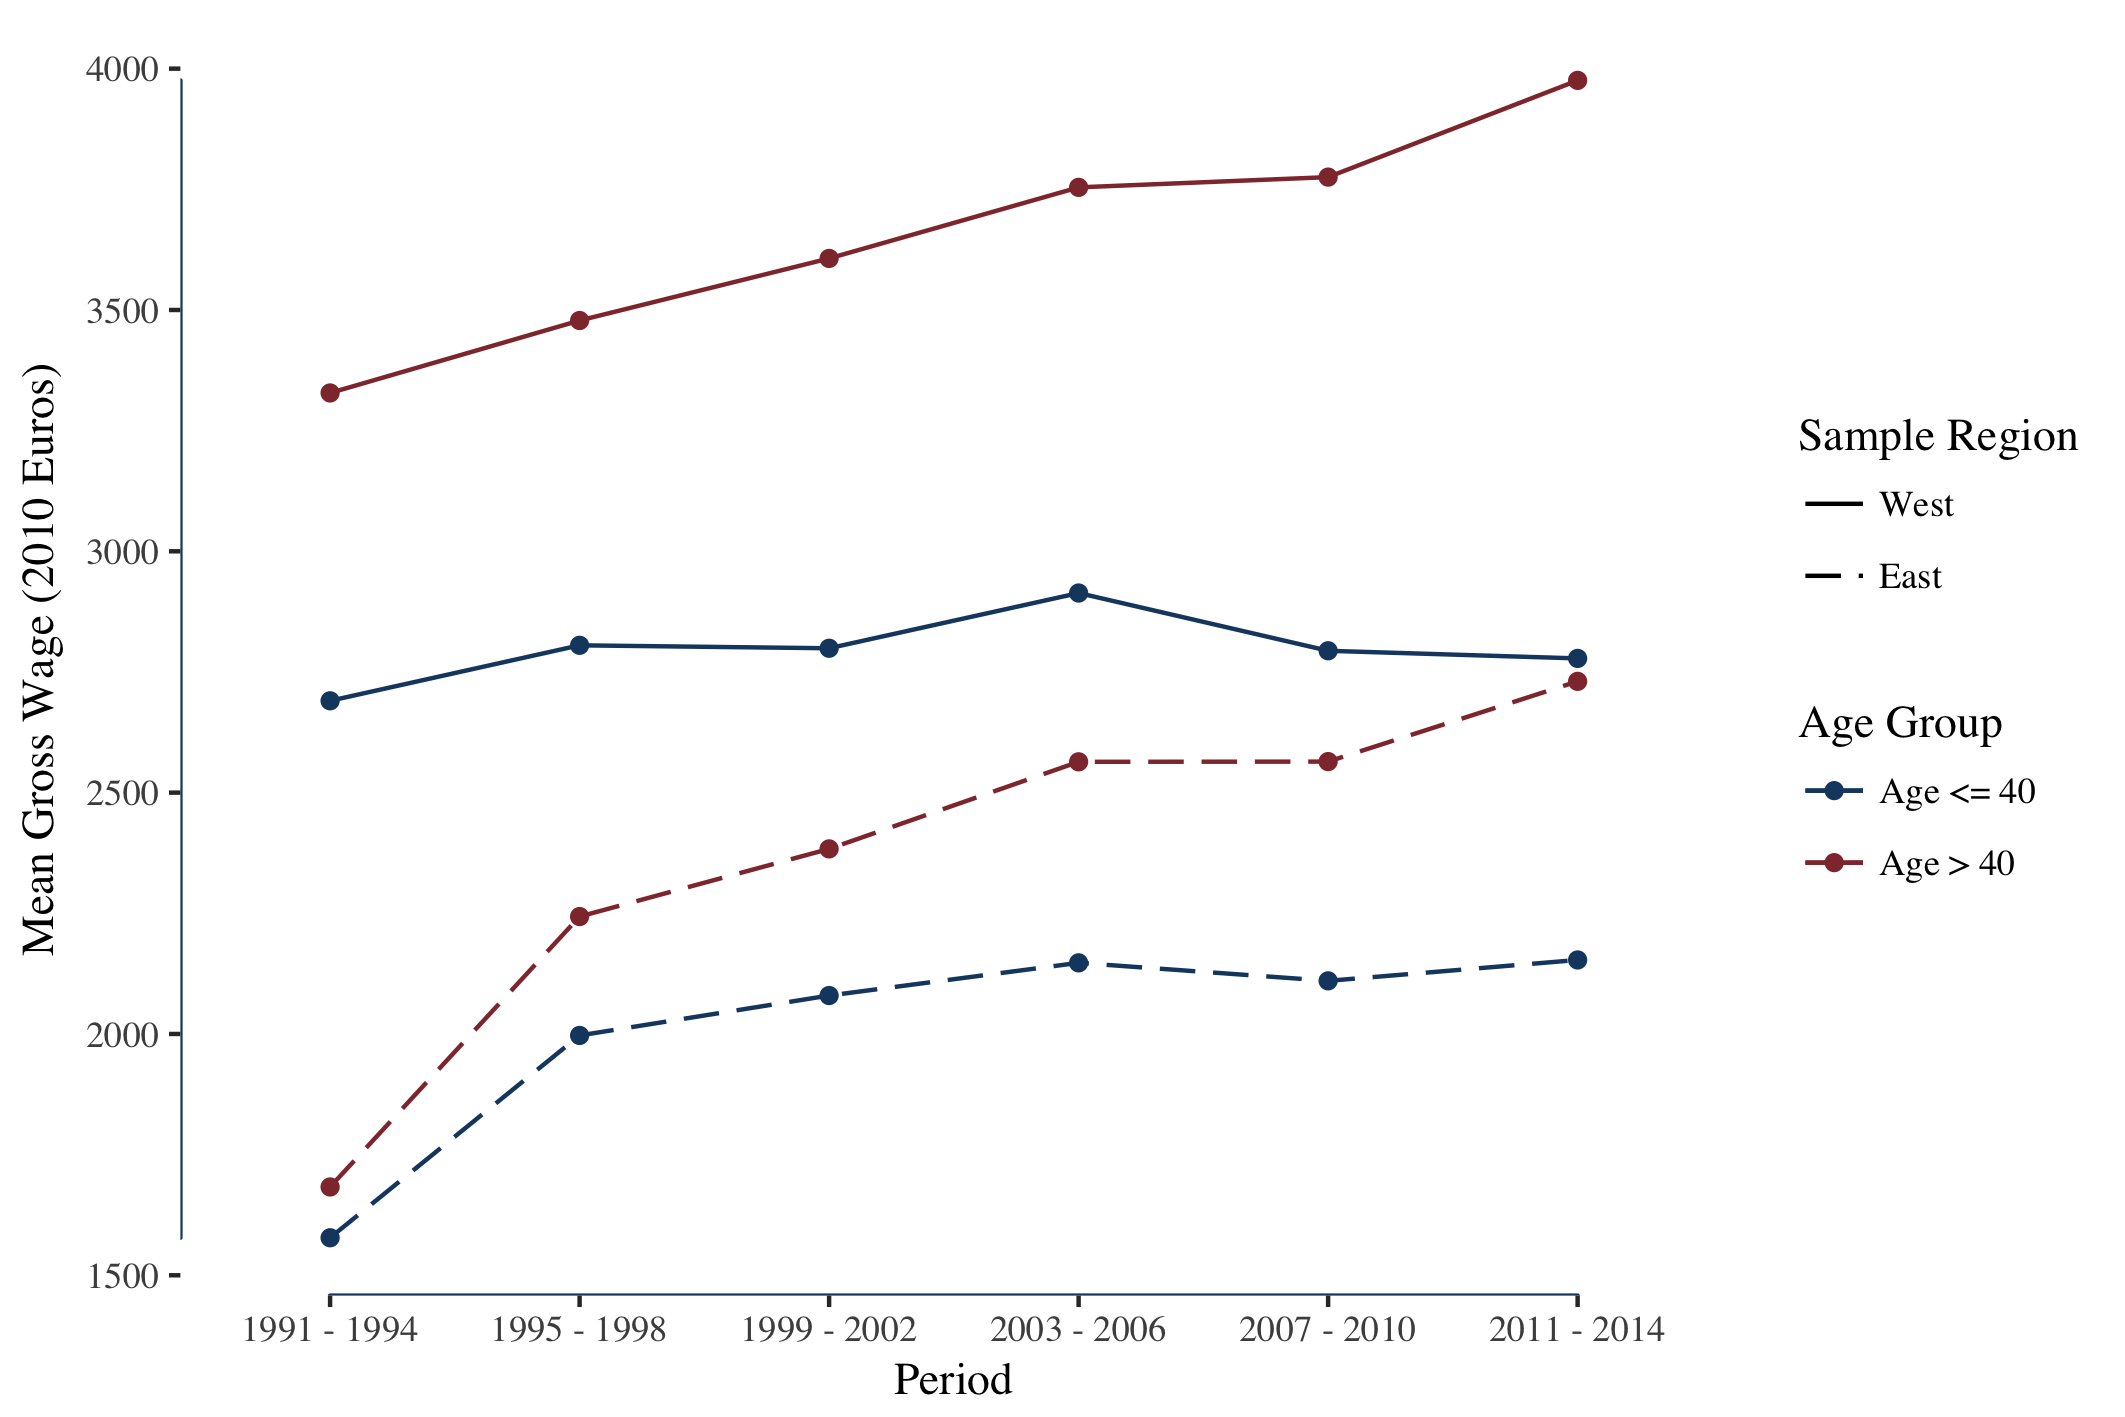 4000
3500
3000
2500
2000
1500
Mean Gross Wage (2010 Euros)
1991 - 1994
1995 - 1998
1999 - 2002
2003 - 2006
2007 - 2010
2011 - 2014
Period
Sample Region
West
East
Age Group
Age <= 40
Age > 40